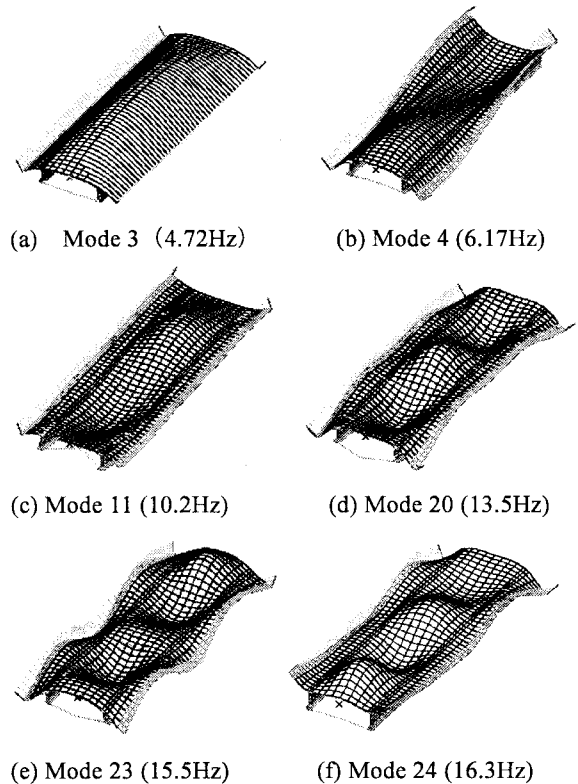 (a) Mode 3 (4.72Hz)
(b) Mode 4 (6.17Hz)
(c) Mode 11 (10.2Hz)
(d) Mode 20 (13.5Hz)
(e) Mode 23 (15.5Hz)
(f) Mode 24 (16.3Hz)